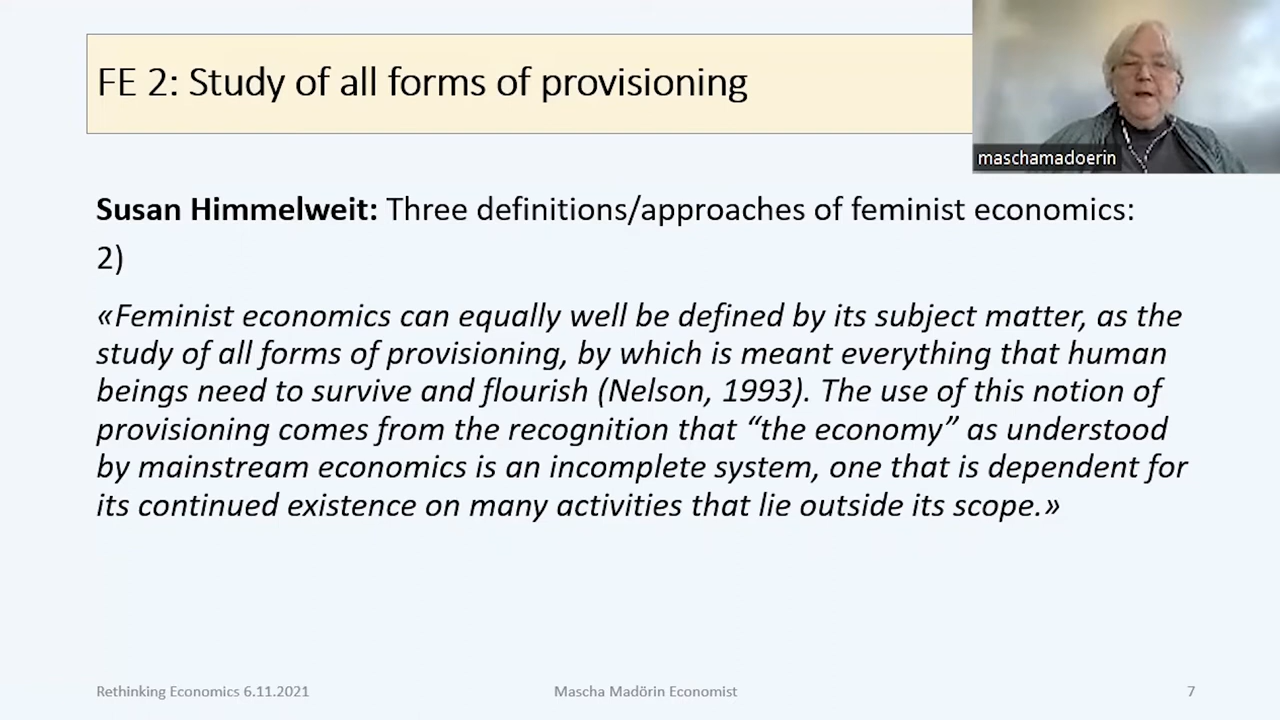 FE 2: Study of all forms of provisioning
maschamadoerin
Susan Himmelweit: Three definitions/approaches of feminist economics:
2)
«Feminist economics can equally well be defined by its subject matter, as the
study of all forms of provisioning, by which is meant everything that human
beings need to survive and flourish (Nelson, 1993). The use of this notion of
provisioning comes from the recognition that “the economy” as understood
by mainstream economics is an incomplete system, one that is dependent for
its continued existence on many activities that lie outside its scope.»
Rethinking Economics 6.11.2021
Mascha Madörin Economist
7